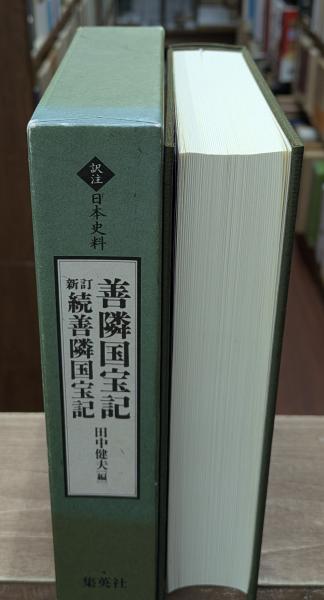 訳注
日本史料
善隣国宝記
新訂
続善隣国宝記
田中健夫 編
集英社